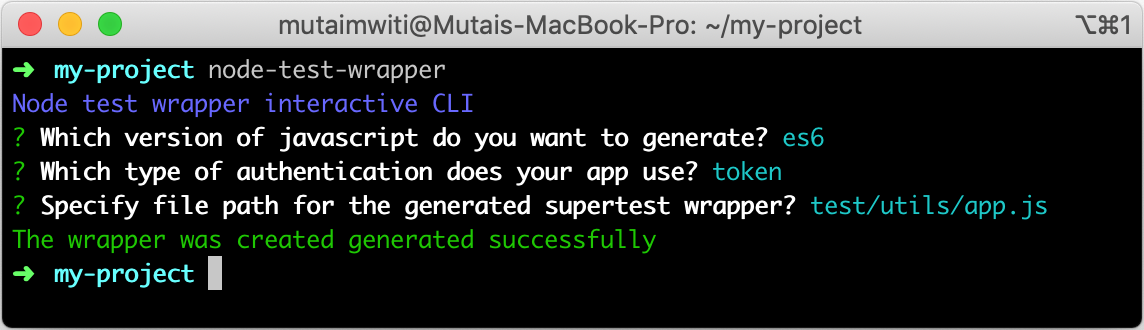 mutaimwiti@Mutais-MacBook-Pro: ~/my-project ⌥⌘1
➜ my-project node-test-wrapper
Node test wrapper interactive CLI
? Which version of javascript do you want to generate? es6
? Which type of authentication does your app use? token
? Specify file path for the generated supertest wrapper? test/utils/app.js
The wrapper was created generated successfully
➜ my-project